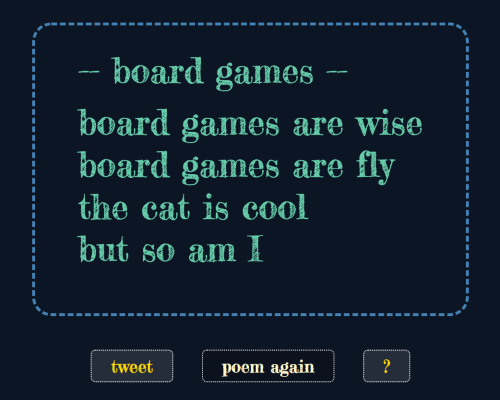 — board games —
board games are wise
board games are fly
the cat is cool
but so am I
tweet
poem again
?